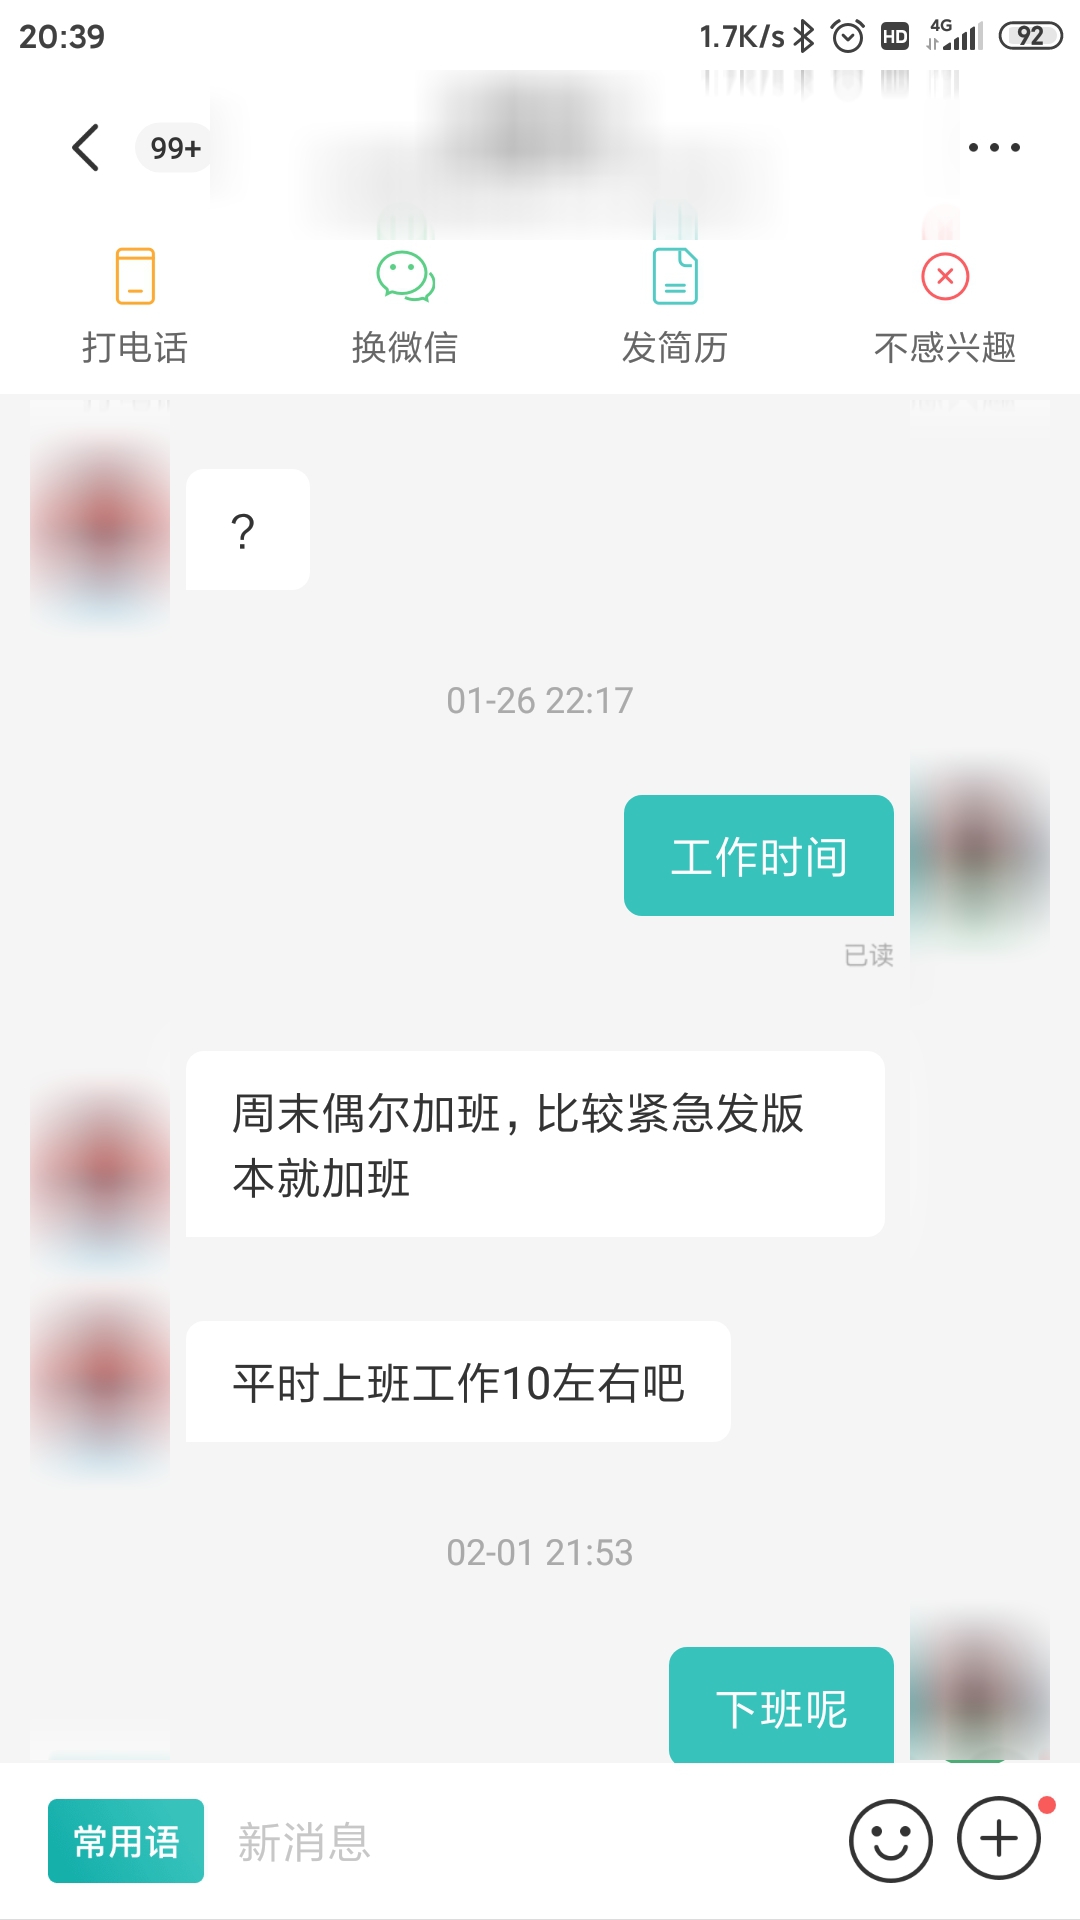 20:39
1.7K/s
HD
4G
92
99+
打电话
换微信
发简历
不感兴趣
？
01-26 22:17
工作时间
已读
周末偶尔加班，比较紧急发版
本就加班
平时上班工作10左右吧
02-01 21:53
下班呢
常用语
新消息